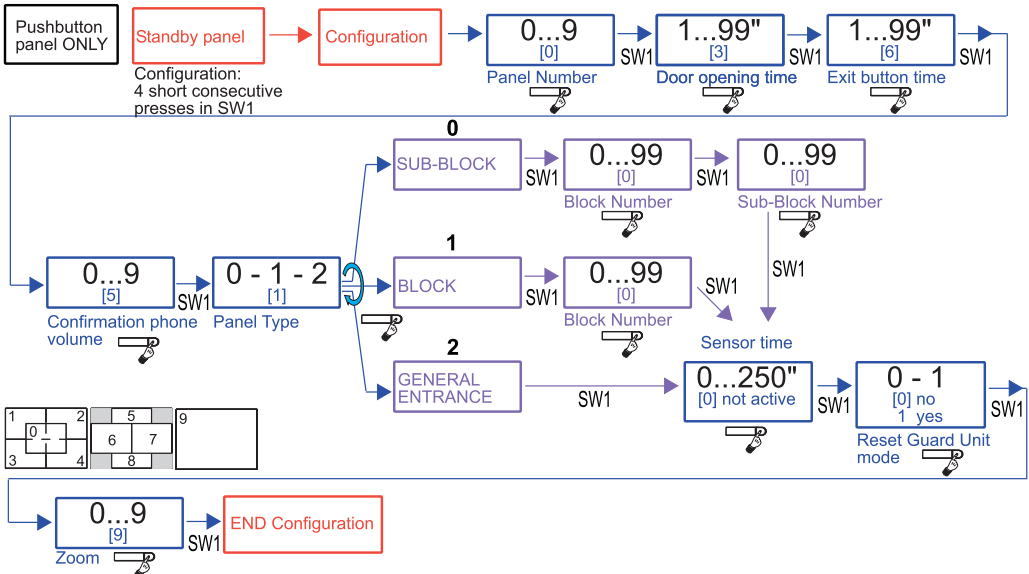 Pushbutton
panel ONLY
Standby panel
Configuration
Configuration:
4 short consecutive
presses in SW1
0...9
[0]
Panel Number
SW1
1...99"
[3]
Door opening time
SW1
1...99"
[6]
Exit button time
SW1
0...9
[5]
Confirmation phone
volume
SW1
0 - 1 - 2
[1]
Panel Type
0
SUB-BLOCK
SW1
0...99
[0]
Block Number
SW1
0...99
[0]
Sub-Block Number
SW1
1
BLOCK
SW1
0...99
[0]
Block Number
SW1
2
GENERAL
ENTRANCE
SW1
Sensor time
0...250"
[0] not active
SW1
0 - 1
[0] no
1 yes
Reset Guard Unit
mode
SW1
1
2
0
3
4
5
6
7
8
9
0...9
[9]
Zoom
SW1
END Configuration